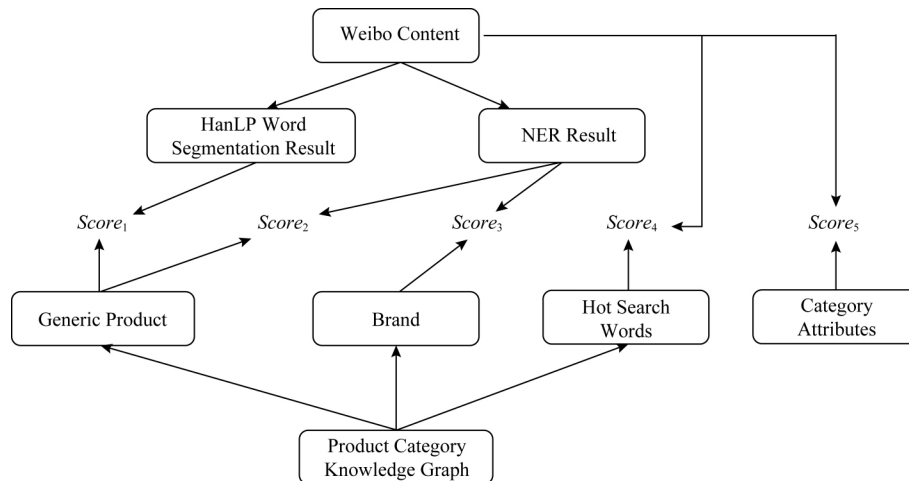 Weibo Content
HanLP Word
Segmentation Result
NER Result
Score₁
Score₂
Score₃
Score₄
Score₅
Generic Product
Brand
Hot Search
Words
Category
Attributes
Product Category
Knowledge Graph